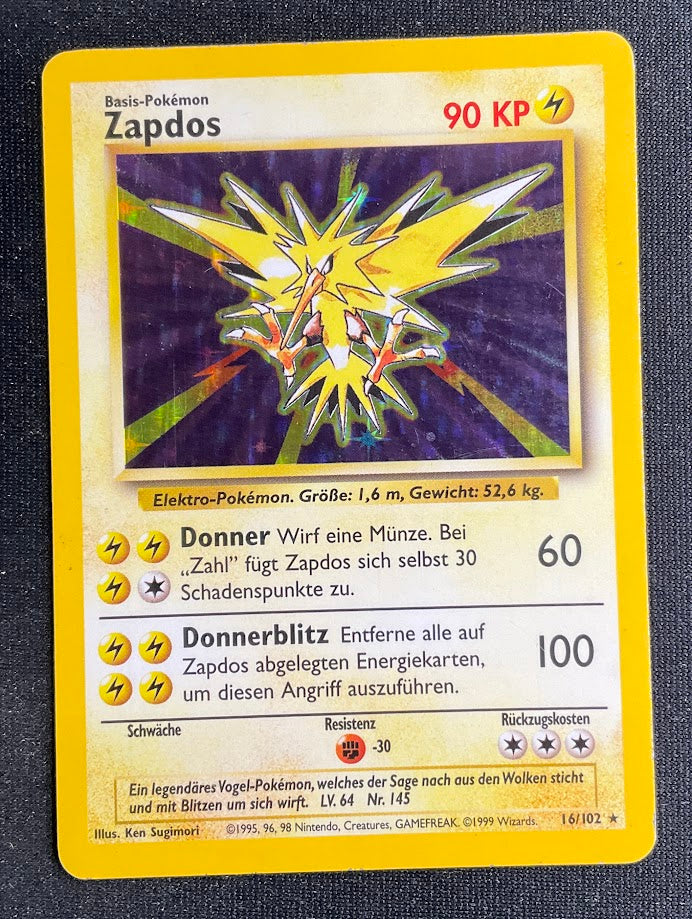 Basis-Pokémon
Zapdos
90 KP
Elektro-Pokémon. Größe: 1,6 m, Gewicht: 52,6 kg.
Donner Wirf eine Münze. Bei
„Zahl” fügt Zapdos sich selbst 30
Schadenspunkte zu.
60
Donnerblitz Entferne alle auf
Zapdos abgelegten Energiekarten,
um diesen Angriff auszuführen.
100
Schwäche
Resistenz
Rückzugskosten
-30
Ein legendäres Vogel-Pokémon, welches der Sage nach aus den Wolken sticht
und mit Blitzen um sich wirft. LV. 64 Nr. 145
Illus. Ken Sugimori
©1995, 96, 98 Nintendo, Creatures, GAMEFREAK. ©1999 Wizards.
16/102 ★